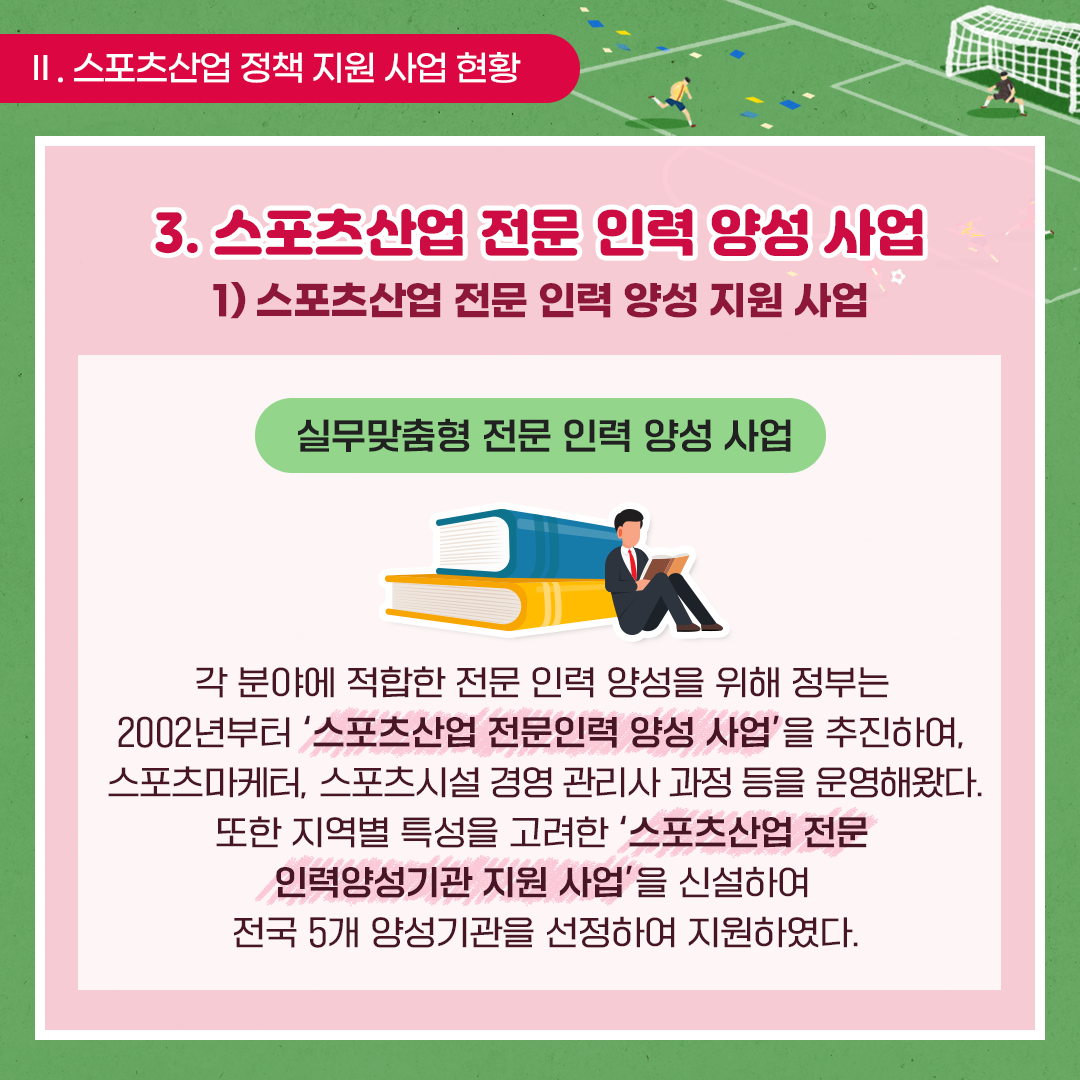 Ⅱ. 스포츠산업 정책 지원 사업 현황
3. 스포츠산업 전문 인력 양성 사업
1) 스포츠산업 전문 인력 양성 지원 사업
실무맞춤형 전문 인력 양성 사업
각 분야에 적합한 전문 인력 양성을 위해 정부는
2002년부터 ‘스포츠산업 전문인력 양성 사업’을 추진하여,
스포츠마케터, 스포츠시설 경영 관리사 과정 등을 운영해왔다.
또한 지역별 특성을 고려한 ‘스포츠산업 전문
인력양성기관 지원 사업’을 신설하여
전국 5개 양성기관을 선정하여 지원하였다.